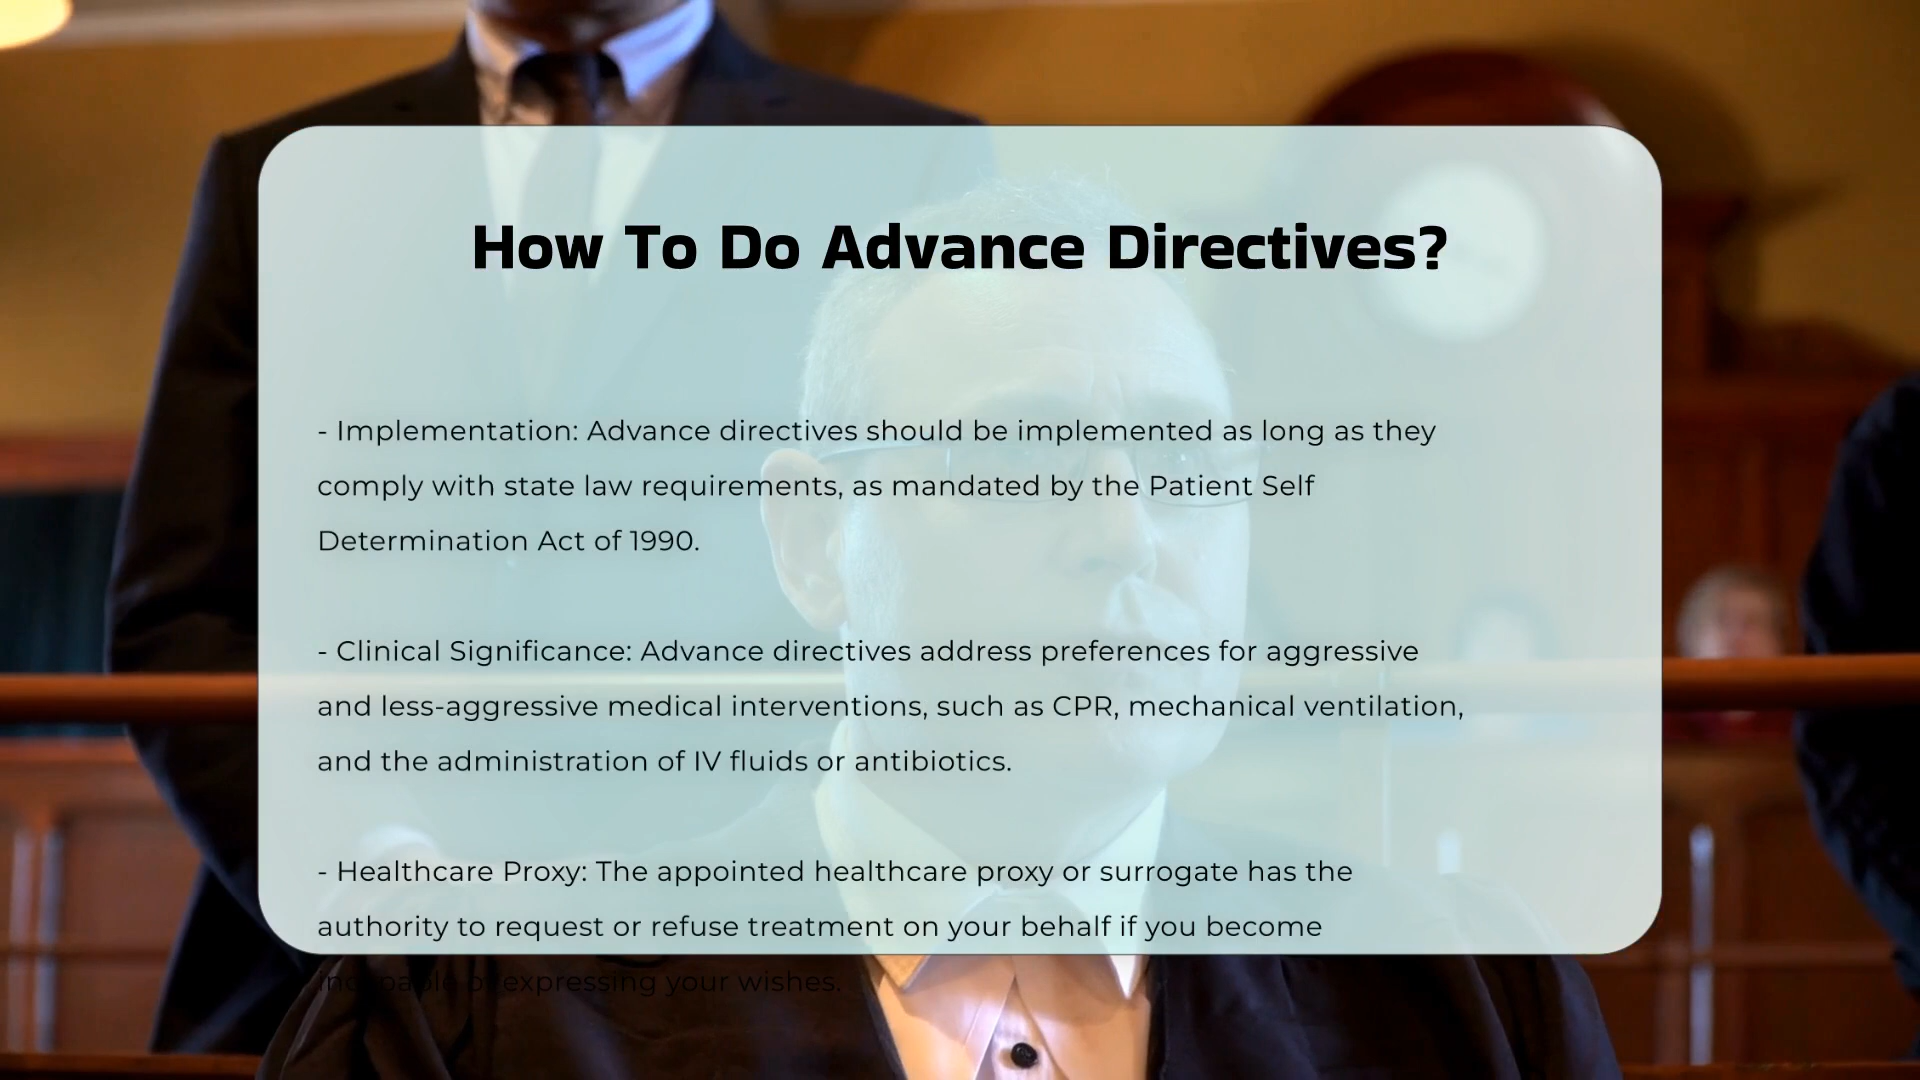 How To Do Advance Directives?
- Implementation: Advance directives should be implemented as long as they
comply with state law requirements, as mandated by the Patient Self
Determination Act of 1990.
- Clinical Significance: Advance directives address preferences for aggressive
and less-aggressive medical interventions, such as CPR, mechanical ventilation,
and the administration of IV fluids or antibiotics.
- Healthcare Proxy: The appointed healthcare proxy or surrogate has the
authority to request or refuse treatment on your behalf if you become
incapable of expressing your wishes.